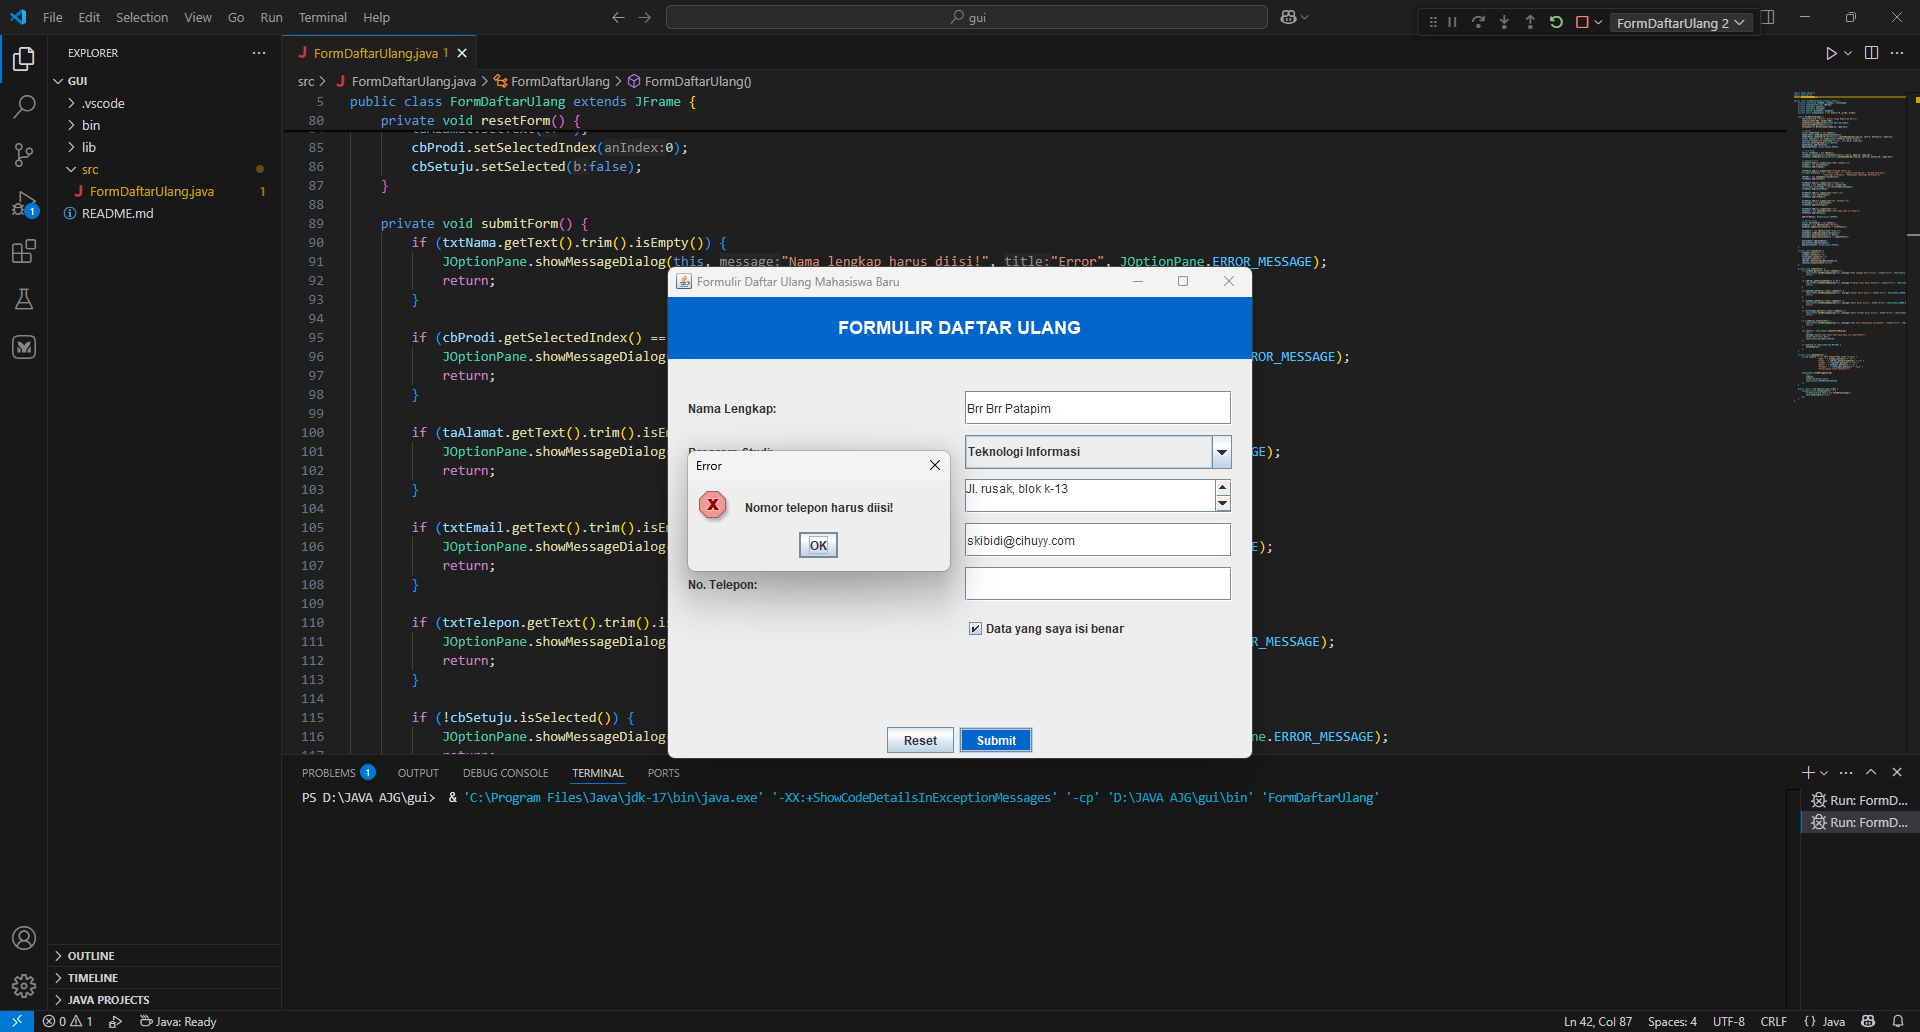 File Edit Selection View Go Run Terminal Help
gui
FormDaftarUlang 2
EXPLORER
GUI
.vscode
bin
lib
src
FormDaftarUlang.java 1
README.md
OUTLINE
TIMELINE
JAVA PROJECTS
FormDaftarUlang.java 1
src > FormDaftarUlang.java > FormDaftarUlang > FormDaftarUlang()
5 public class FormDaftarUlang extends JFrame {
80 private void resetForm() {
85 cbProdi.setSelectedIndex(anIndex:0);
86 cbSetuju.setSelected(b:false);
87 }
88
89 private void submitForm() {
90 if (txtNama.getText().trim().isEmpty()) {
91 JOptionPane.showMessageDialog(this, message:"Nama lengkap harus diisi!", title:"Error", JOptionPane.ERROR_MESSAGE);
92 return;
93 }
94
95 if (cbProdi.getSelectedIndex() ==
96 JOptionPane.showMessageDialog ROR_MESSAGE);
97 return;
98 }
99
100 if (taAlamat.getText().trim().isE
101 JOptionPane.showMessageDialog GE);
102 return;
103 }
104
105 if (txtEmail.getText().trim().isE
106 JOptionPane.showMessageDialog E);
107 return;
108 }
109
110 if (txtTelepon.getText().trim().is
111 JOptionPane.showMessageDialog R_MESSAGE);
112 return;
113 }
114
115 if (!cbSetuju.isSelected()) {
116 JOptionPane.showMessageDialog ne.ERROR_MESSAGE);
Formulir Daftar Ulang Mahasiswa Baru
FORMULIR DAFTAR ULANG
Nama Lengkap: Brr Brr Patapim
Teknologi Informasi
Jl. rusak, blok k-13
skibidi@cihuyy.com
No. Telepon:
Data yang saya isi benar
Reset Submit
Error
X
Nomor telepon harus diisi!
OK
PROBLEMS 1 OUTPUT DEBUG CONSOLE TERMINAL PORTS
PS D:\JAVA AJG\gui> & 'C:\Program Files\Java\jdk-17\bin\java.exe' '-XX:+ShowCodeDetailsInExceptionMessages' '-cp' 'D:\JAVA AJG\gui\bin' 'FormDaftarUlang'
Run: FormD...
Run: FormD...
0 1 Java: Ready
Ln 42, Col 87 Spaces: 4 UTF-8 CRLF {} Java